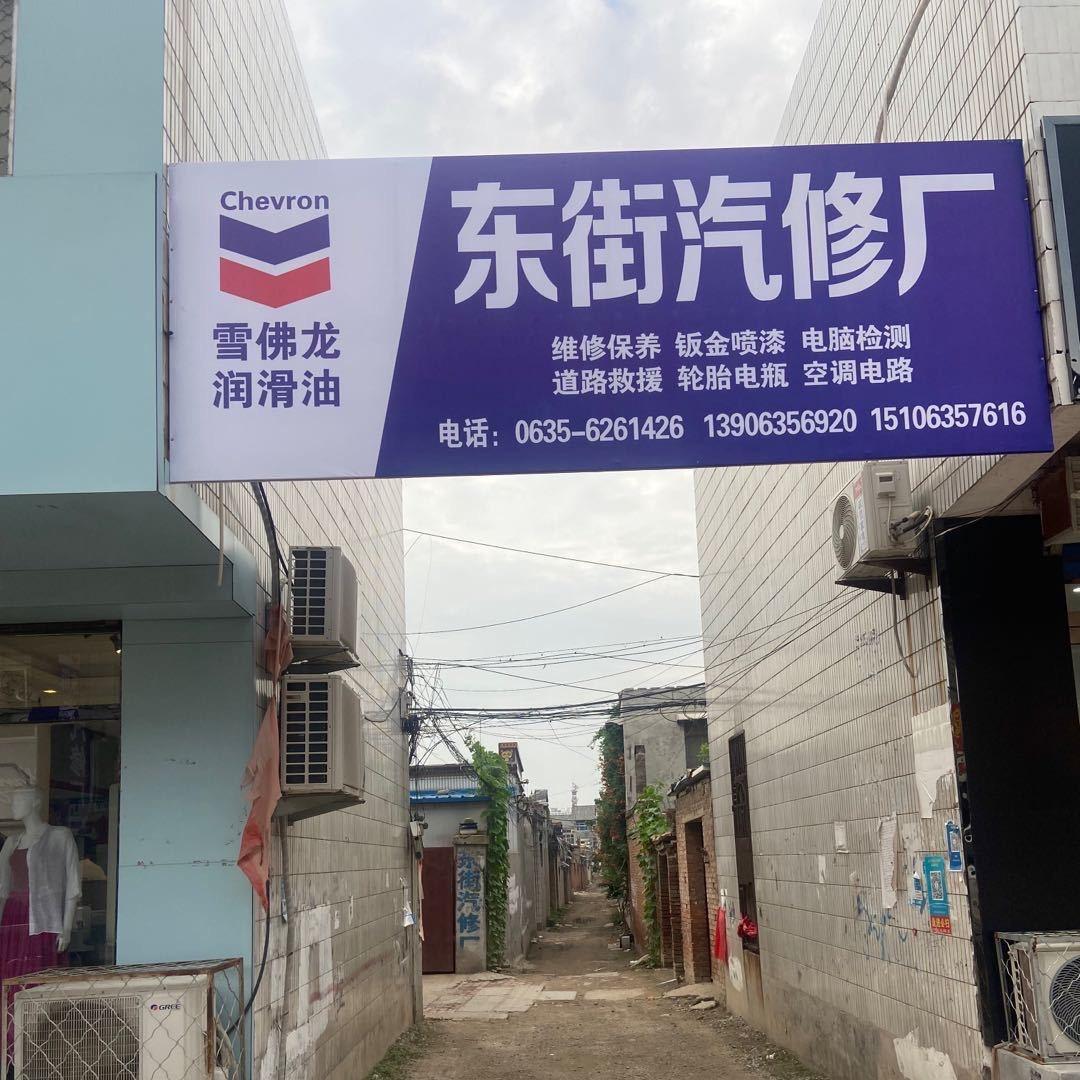 Chevron
雪佛龙
润滑油
东街汽修厂
维修保养 钣金喷漆 电脑检测
道路救援 轮胎电瓶 空调电路
电话：0635-6261426 13906356920 15106357616
东街汽修厂
GREE